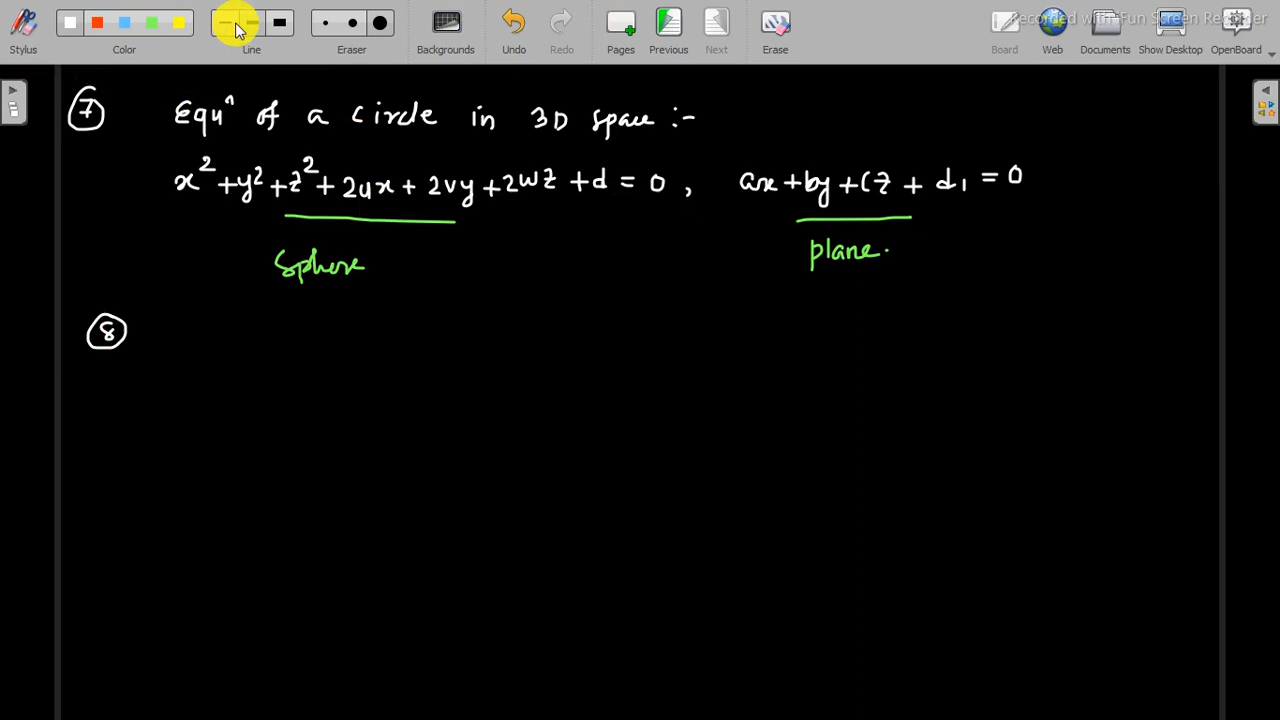 Recorded with Fun Screen Recorder
Stylus Color Line Eraser Backgrounds Undo Redo Pages Previous Next Erase Board Web Documents Show Desktop OpenBoard
⑦ Equⁿ of a circle in 3D space :-
x² + y² + z² + 2ux + 2vy + 2wz + d = 0 , ax + by + cz + d₁ = 0
Sphere plane.
⑧